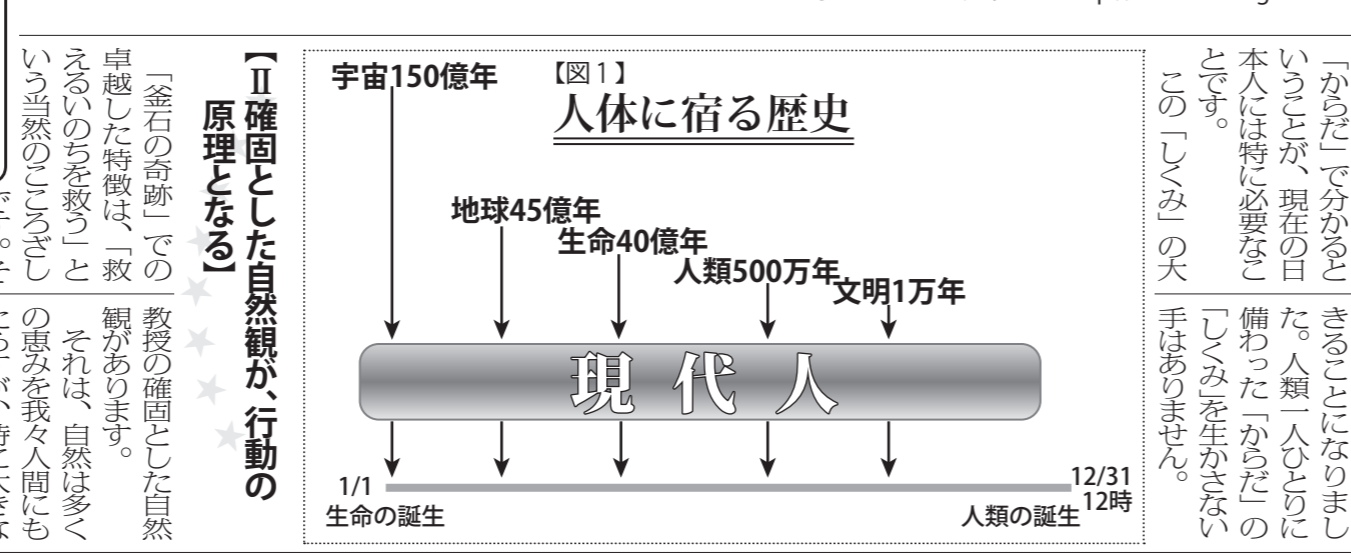 「からだ」で分かると
いうことが、現在の日
本人には特に必要なこ
とです。
この「しくみ」の大
きることになりまし
た。人類一人ひとりに
備わった「からだ」の
「しくみ」を生かさない
手はありません。
【図1】
人体に宿る歴史
宇宙150億年
地球45億年
生命40億年
人類500万年
文明1万年
現代人
1/1
生命の誕生
12/31
12時
人類の誕生
【Ⅱ確固とした自然観が、行動の
原理となる】
「釜石の奇跡」での
卓越した特徴は、「救
えるいのちを救う」と
いう当然のこころざし
教授の確固とした自然
観があります。
それは、自然は多く
の恵みを我々人間にも